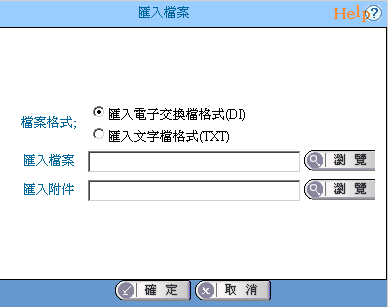 匯入檔案 Help?
檔案格式;
匯入電子交換檔格式(DI)
匯入文字檔格式(TXT)
匯入檔案 瀏覽
匯入附件 瀏覽
確定 取消